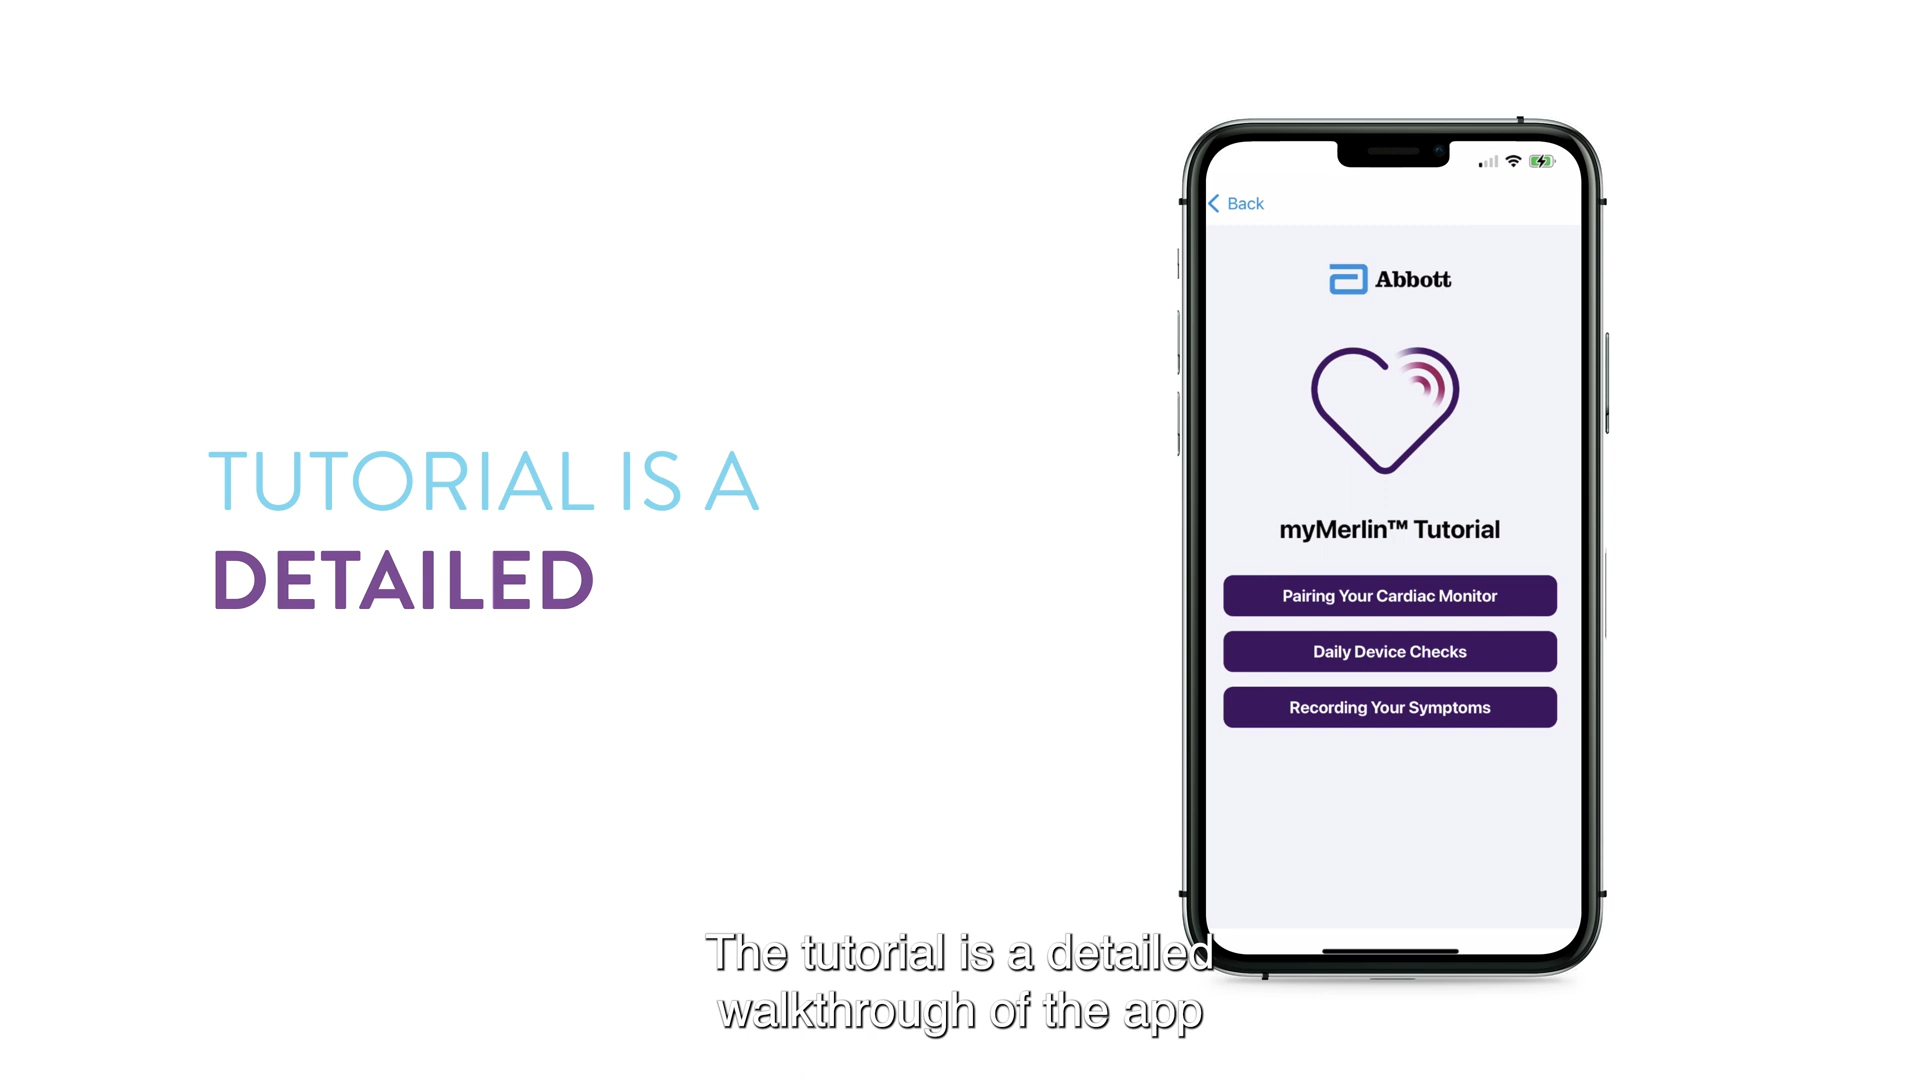 TUTORIAL IS A
DETAILED
Back
Abbott
myMerlin™ Tutorial
Pairing Your Cardiac Monitor
Daily Device Checks
Recording Your Symptoms
The tutorial is a detailed
walkthrough of the app